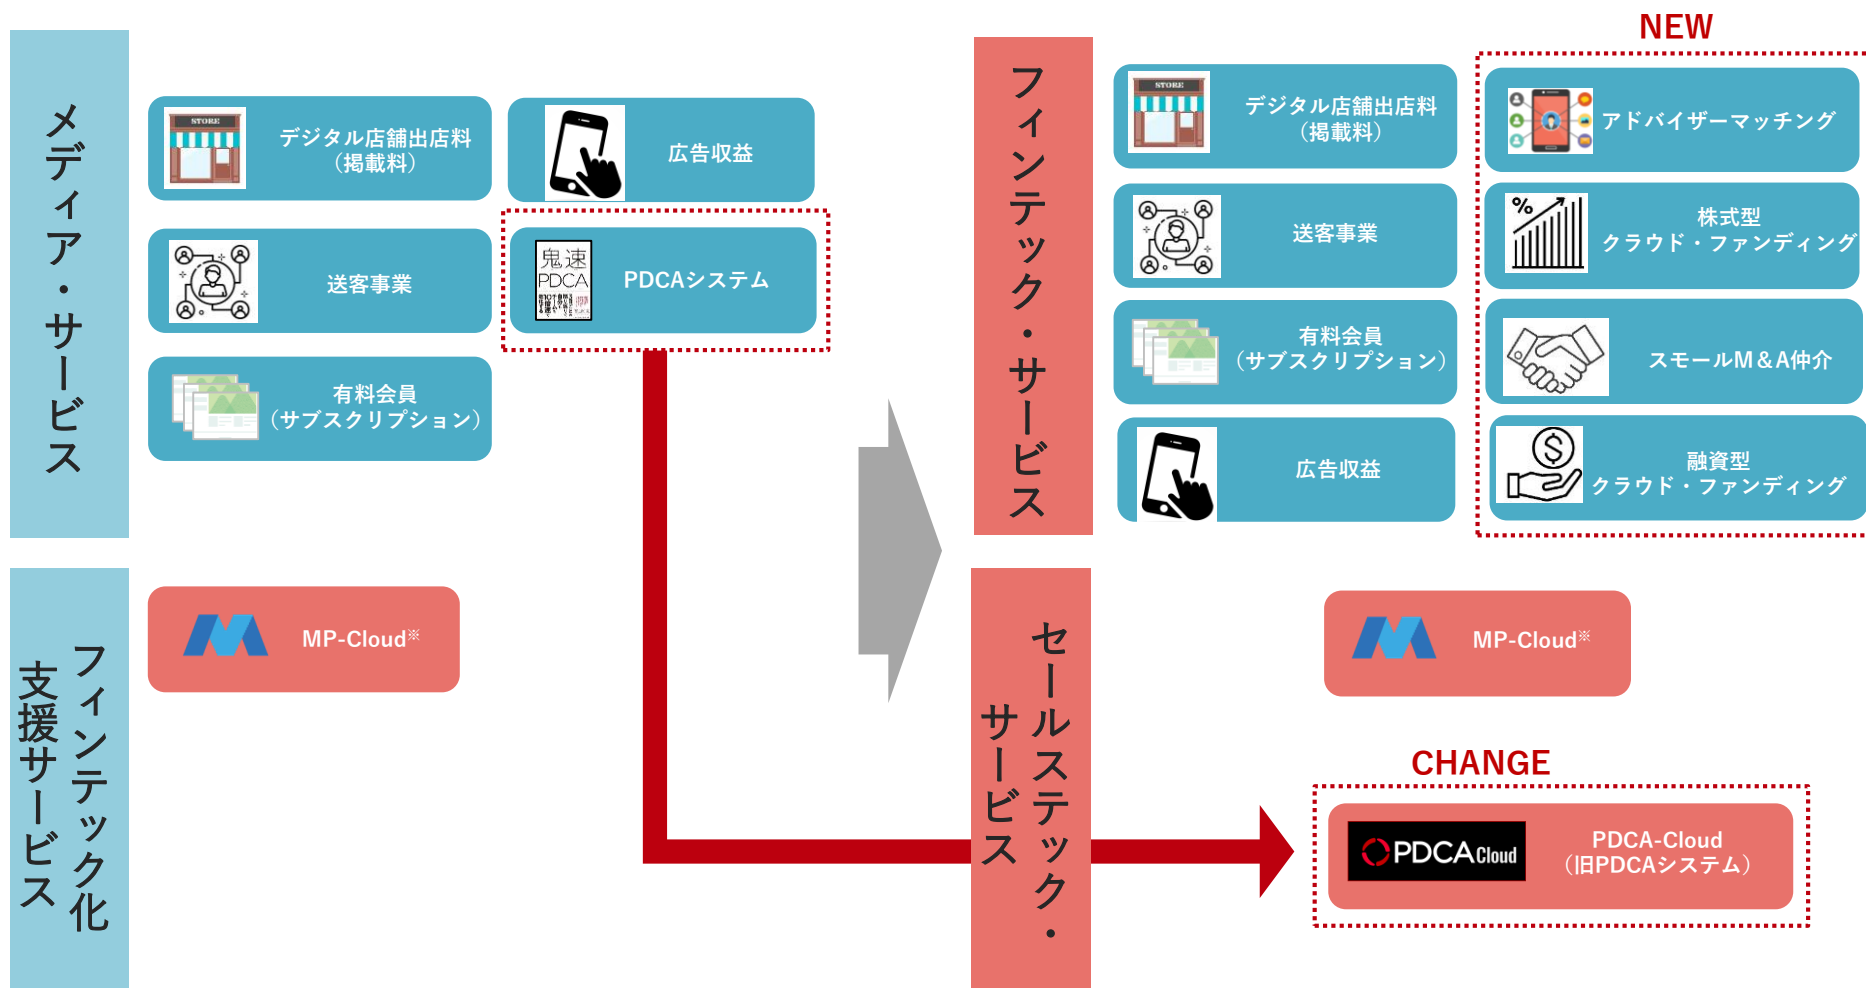 メディア・サービス
STORE
デジタル店舗出店料
（掲載料）
広告収益
送客事業
鬼速
PDCA
PDCAシステム
有料会員
（サブスクリプション）
フィンテック化
支援サービス
MP-Cloud※
フィンテック・サービス
STORE
デジタル店舗出店料
（掲載料）
送客事業
有料会員
（サブスクリプション）
広告収益
NEW
アドバイザーマッチング
%
株式型
クラウド・ファンディング
スモールM＆A仲介
$
融資型
クラウド・ファンディング
セールステック・
サービス
MP-Cloud※
CHANGE
PDCA Cloud
PDCA-Cloud
（旧PDCAシステム）